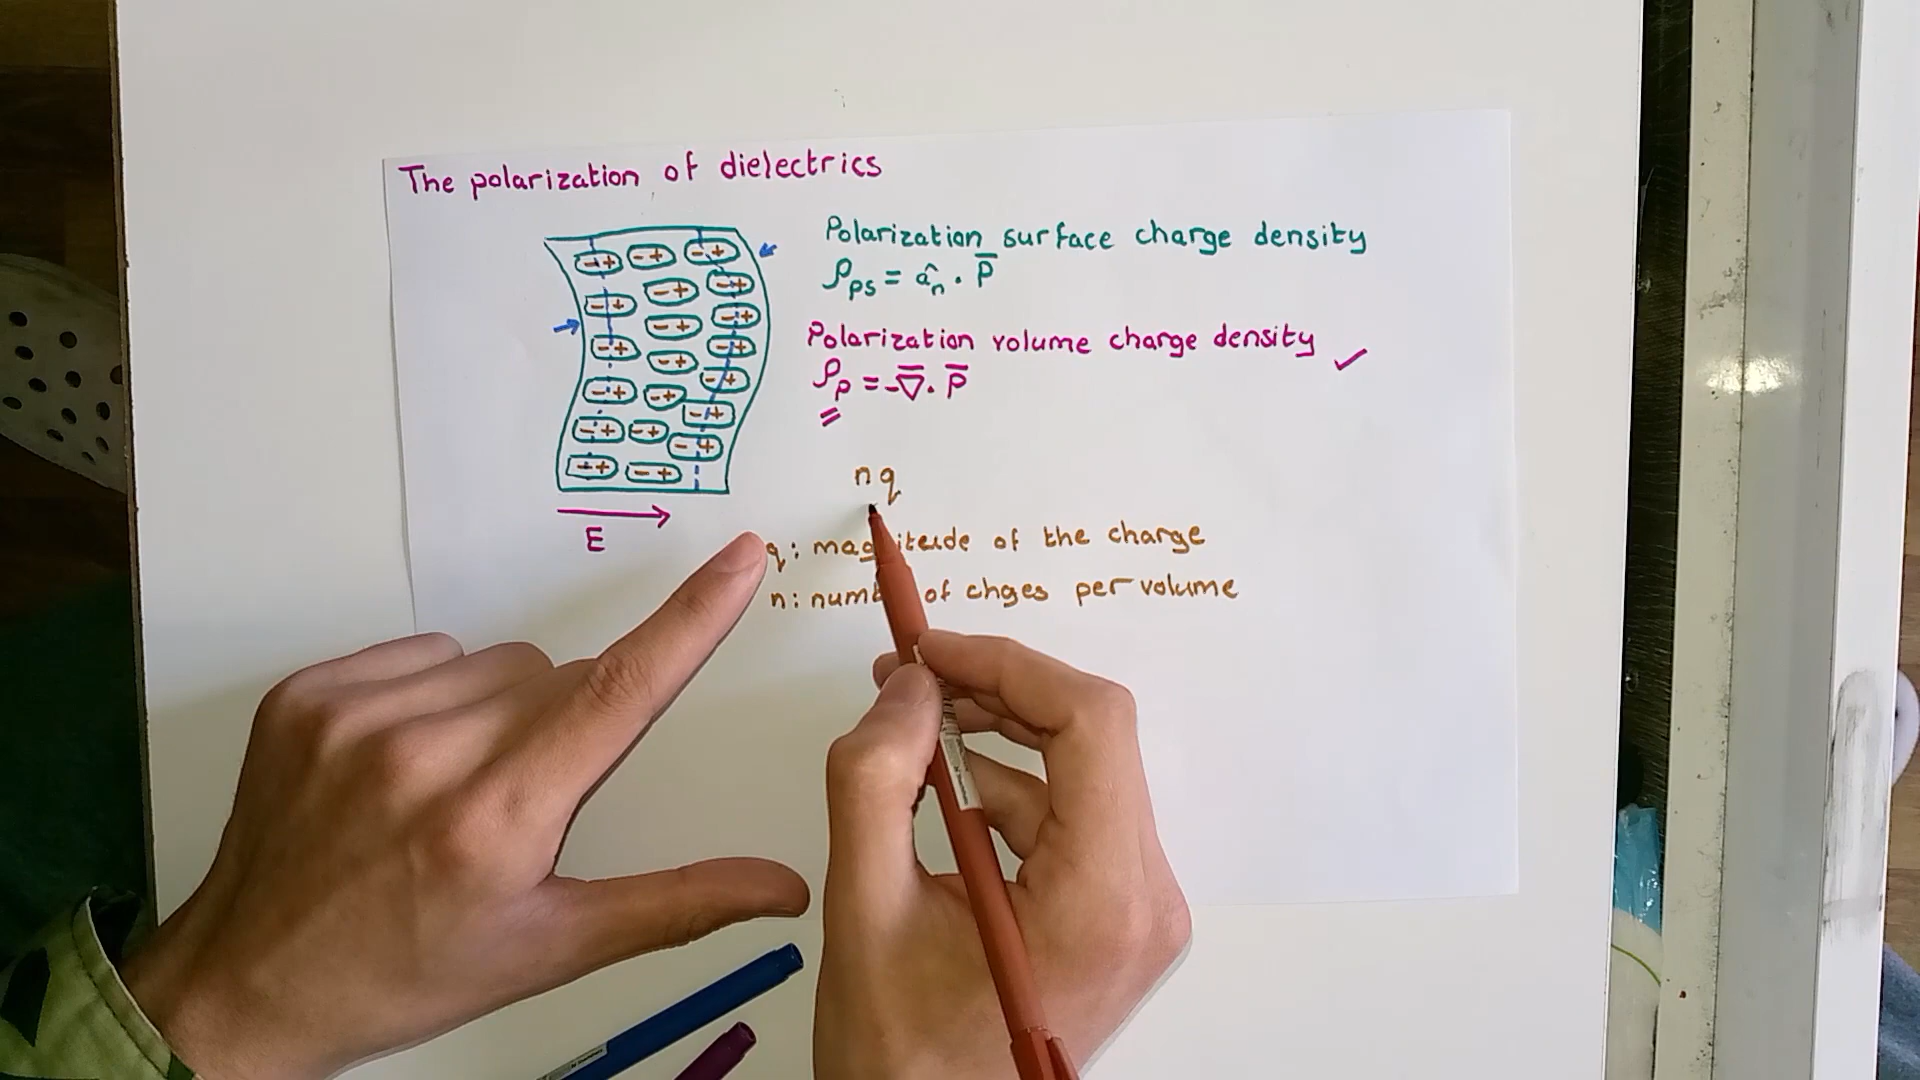 The polarization of dielectrics
Polarization surface charge density
ρps = ân · P̅
Polarization volume charge density ✓
ρp = -∇̅ · P̅
nq
E
q: magnitude of the charge
n: number of chges per volume